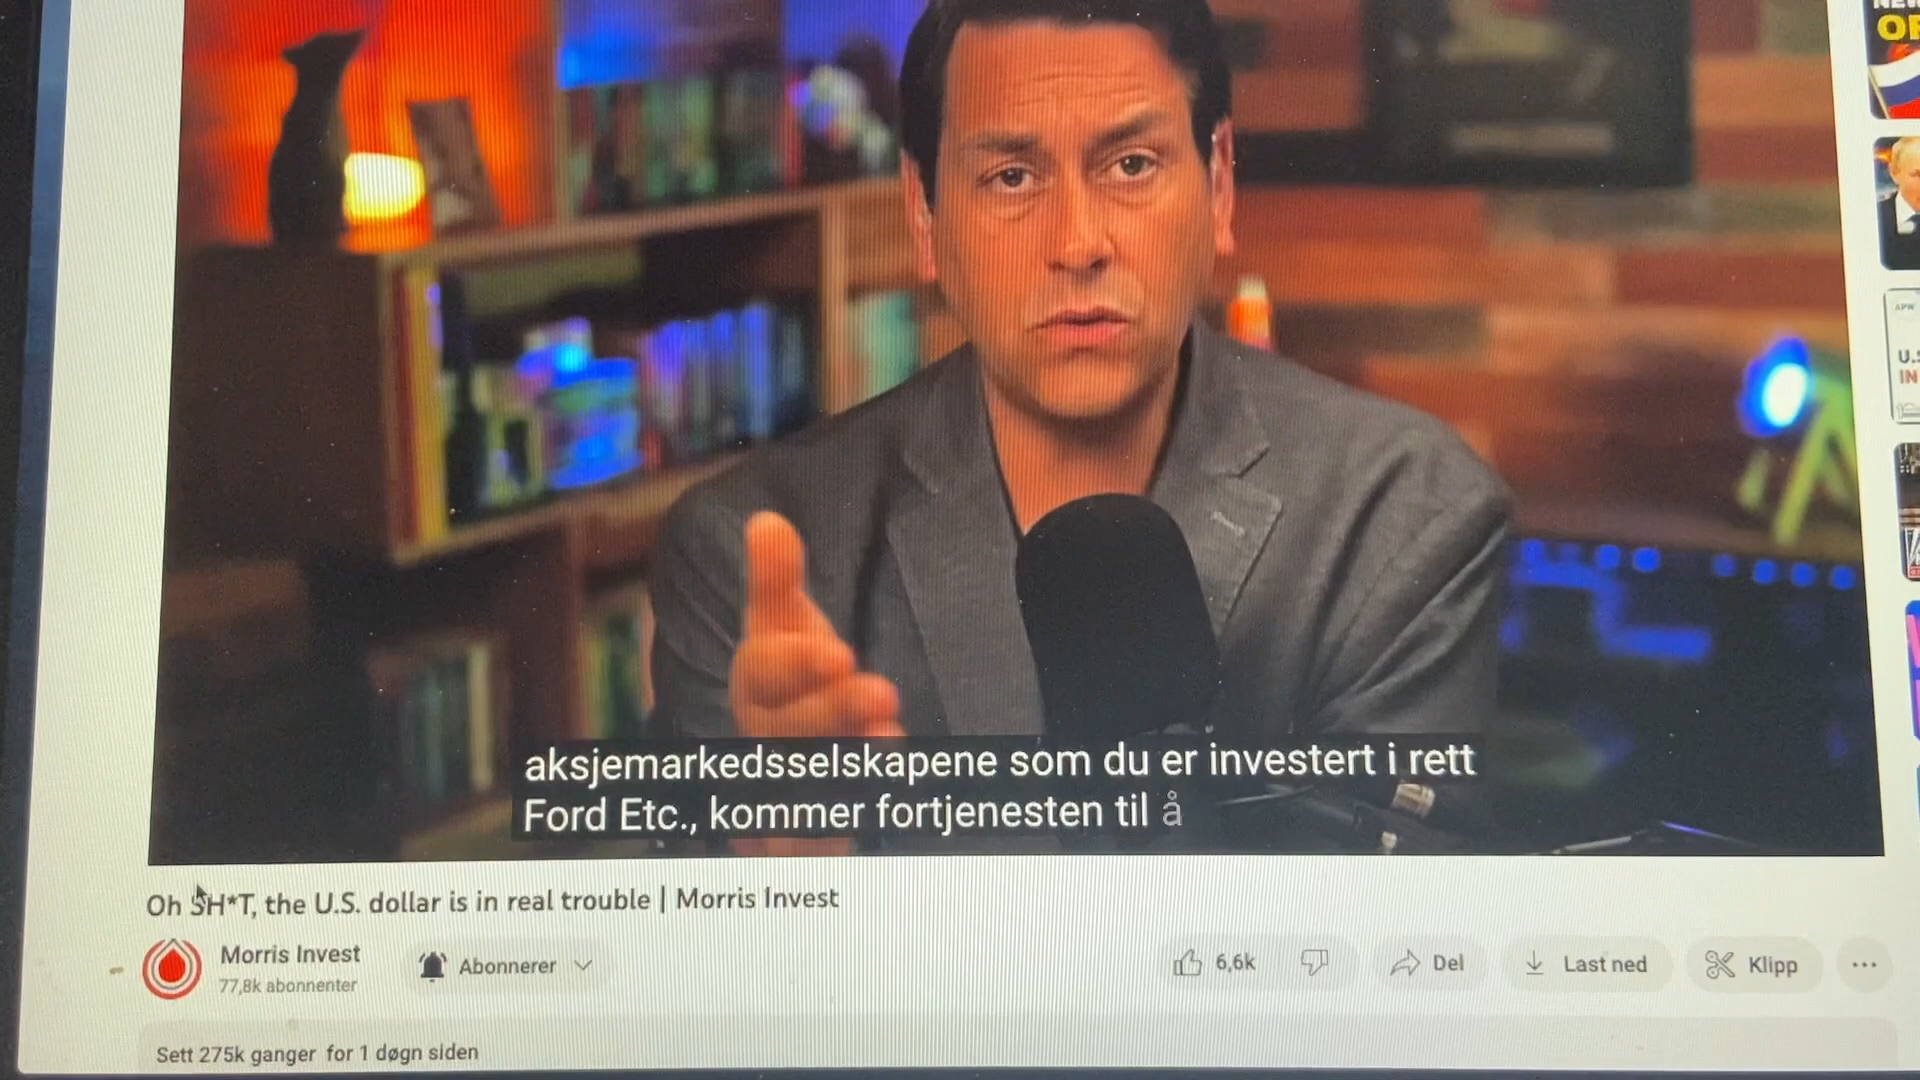 OF
U.S
IN
aksjemarkedsselskapene som du er investert i rett
Ford Etc., kommer fortjenesten til å
Oh SH*T, the U.S. dollar is in real trouble | Morris Invest
Morris Invest
77,8k abonnenter
Abonnerer
6,6k
Del
Last ned
Klipp
Sett 275k ganger for 1 døgn siden